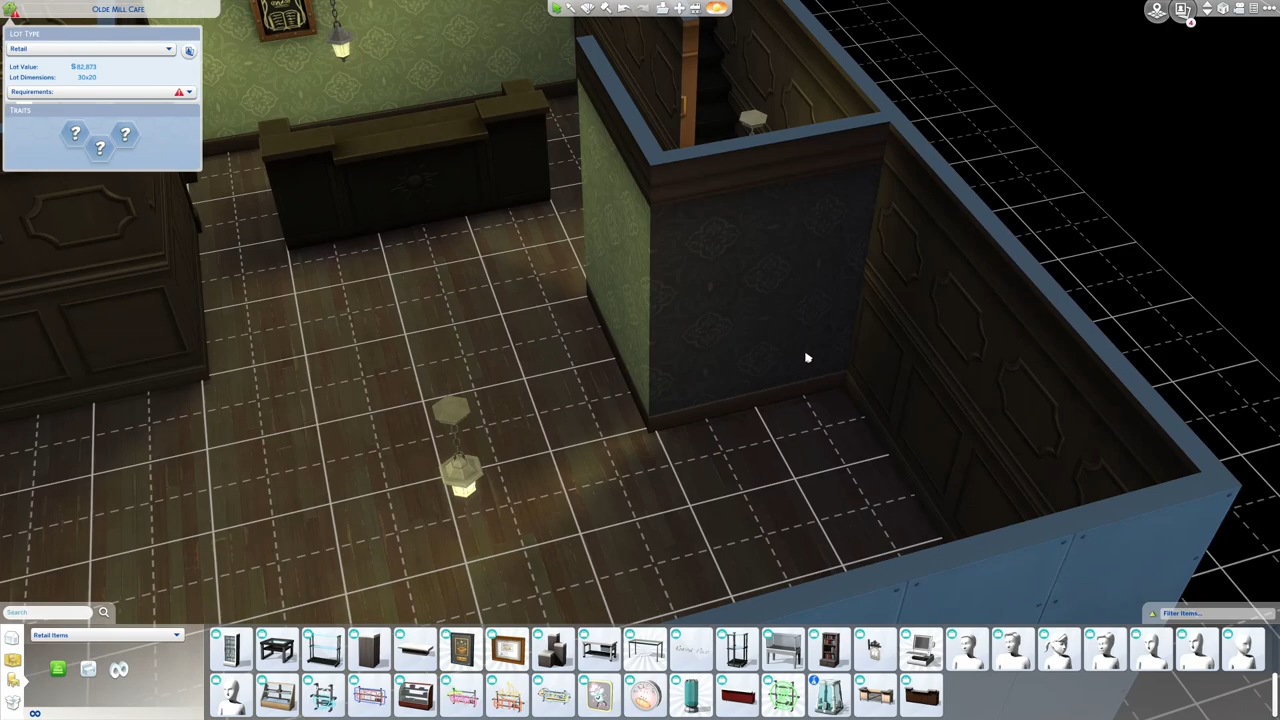 OLDE MILL CAFE
LOT TYPE
Retail
Lot Value: §82,873
Lot Dimensions: 30x20
Requirements:
TRAITS
? ? ?
4
Search
Filter Items...
Retail Items